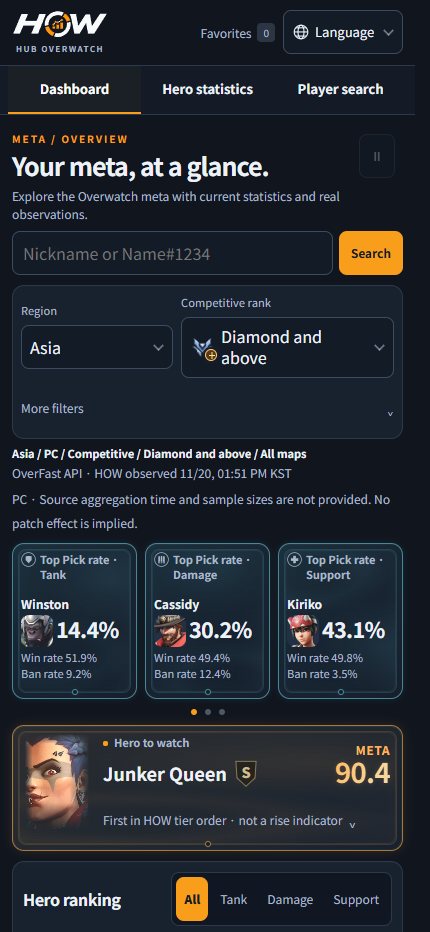 HOW
HUB OVERWATCH
Favorites 0
Language
Dashboard
Hero statistics
Player search
META / OVERVIEW
Your meta, at a glance.
Explore the Overwatch meta with current statistics and real
observations.
Nickname or Name#1234
Search
Region
Asia
Competitive rank
Diamond and
above
More filters
Asia / PC / Competitive / Diamond and above / All maps
OverFast API · HOW observed 11/20, 01:51 PM KST
PC · Source aggregation time and sample sizes are not provided. No
patch effect is implied.
Top Pick rate ·
Tank
Winston
14.4%
Win rate 51.9%
Ban rate 9.2%
Top Pick rate ·
Damage
Cassidy
30.2%
Win rate 49.4%
Ban rate 12.4%
Top Pick rate ·
Support
Kiriko
43.1%
Win rate 49.8%
Ban rate 3.5%
Hero to watch
Junker Queen S
META
90.4
First in HOW tier order · not a rise indicator
Hero ranking
All
Tank
Damage
Support